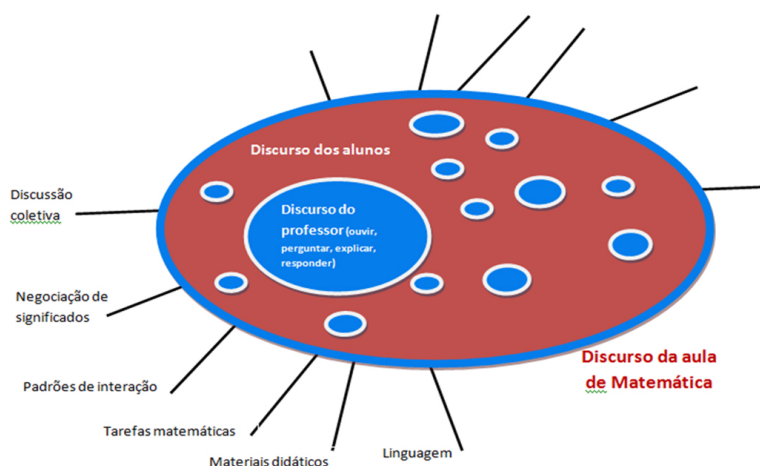 Discurso dos alunos
Discurso do
professor (ouvir,
perguntar, explicar,
responder)
Discussão
coletiva
Negociação de
significados
Padrões de interação
Tarefas matemáticas
Materiais didáticos
Linguagem
Discurso da aula
de Matemática